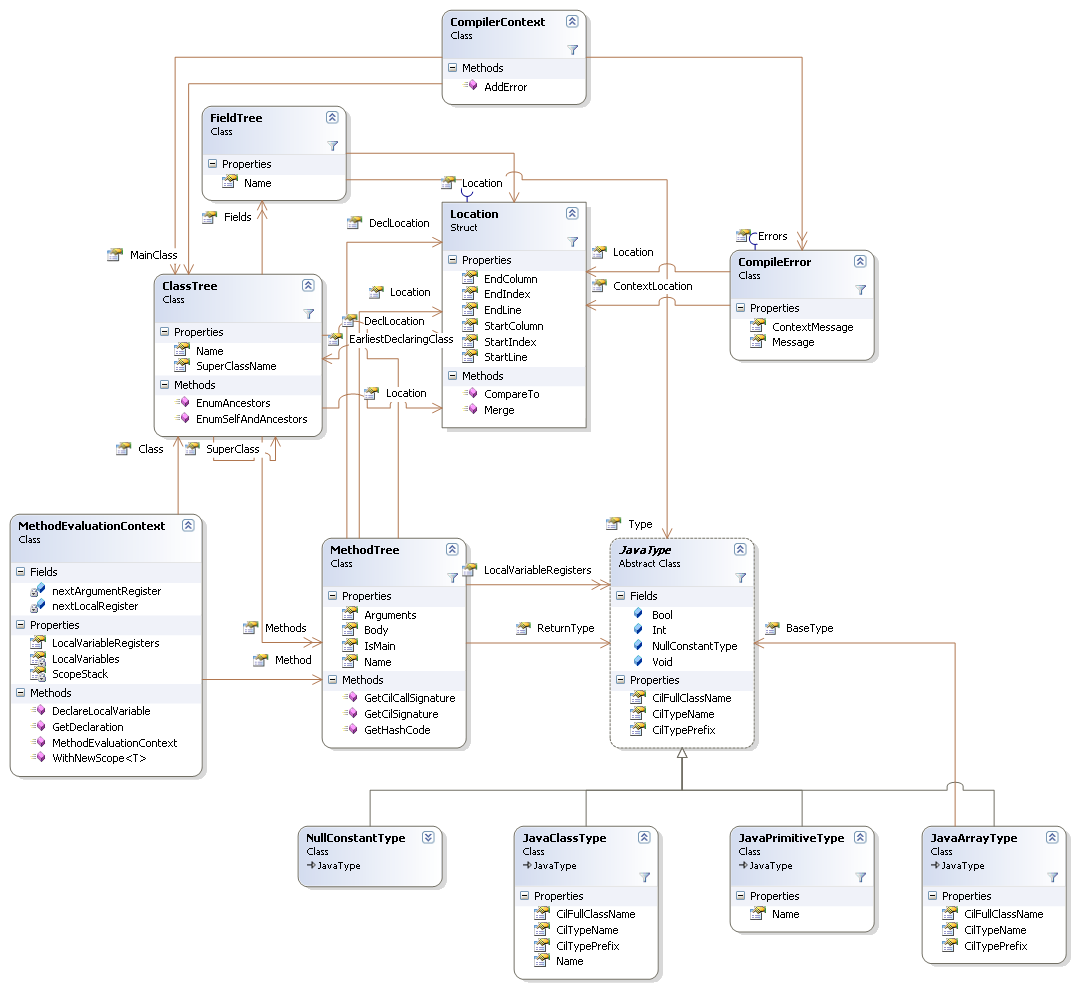 CompilerContext
Class
Methods
AddError
FieldTree
Class
Properties
Name
Fields
MainClass
DeclLocation
Location
Location
Struct
Properties
EndColumn
EndIndex
EndLine
StartColumn
StartIndex
StartLine
Methods
CompareTo
Merge
Location
ContextLocation
Errors
CompileError
Class
Properties
ContextMessage
Message
ClassTree
Class
Properties
Name
SuperClassName
Methods
EnumAncestors
EnumSelfAndAncestors
Location
DeclLocation
EarliestDeclaringClass
Location
Class
SuperClass
MethodEvaluationContext
Class
Fields
nextArgumentRegister
nextLocalRegister
Properties
LocalVariableRegisters
LocalVariables
ScopeStack
Methods
DeclareLocalVariable
GetDeclaration
MethodEvaluationContext
WithNewScope<T>
Methods
Method
MethodTree
Class
Properties
Arguments
Body
IsMain
Name
Methods
GetCilCallSignature
GetCilSignature
GetHashCode
LocalVariableRegisters
ReturnType
Type
JavaType
Abstract Class
Fields
Bool
Int
NullConstantType
Void
Properties
CilFullClassName
CilTypeName
CilTypePrefix
BaseType
NullConstantType
Class
JavaType
JavaClassType
Class
JavaType
Properties
CilFullClassName
CilTypeName
CilTypePrefix
Name
JavaPrimitiveType
Class
JavaType
Properties
Name
JavaArrayType
Class
JavaType
Properties
CilFullClassName
CilTypeName
CilTypePrefix